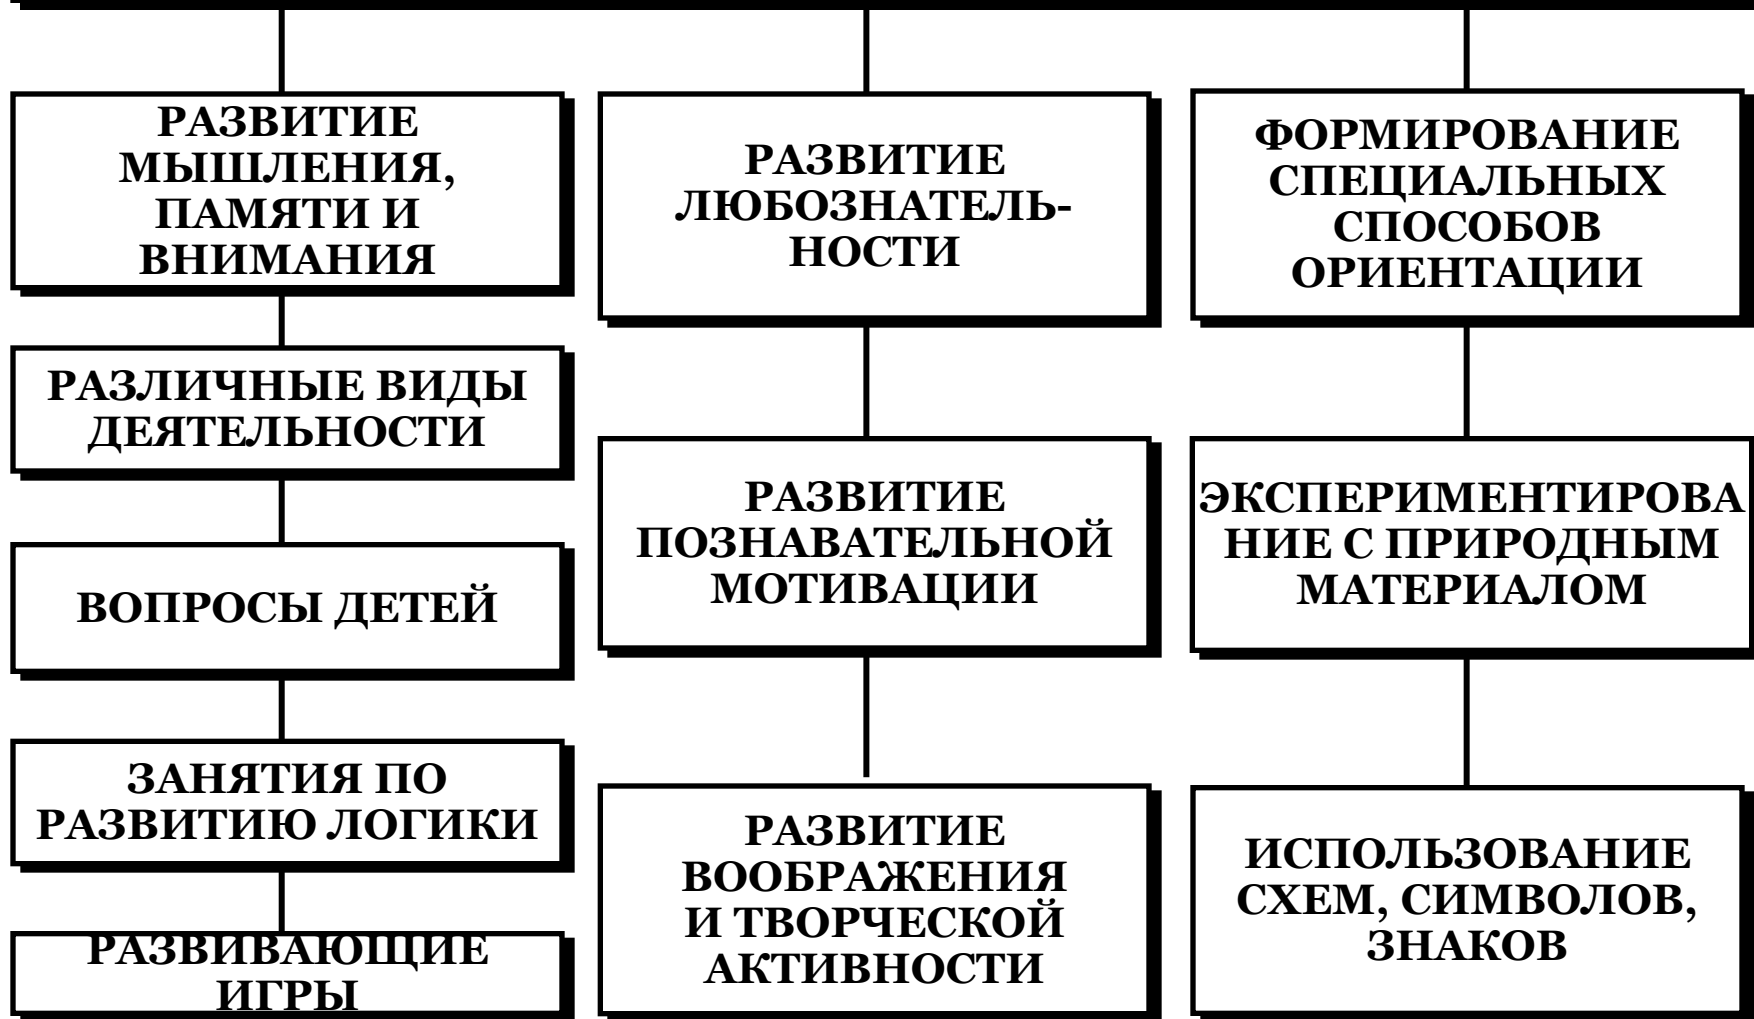 РАЗВИТИЕ
МЫШЛЕНИЯ,
ПАМЯТИ И
ВНИМАНИЯ
РАЗЛИЧНЫЕ ВИДЫ
ДЕЯТЕЛЬНОСТИ
ВОПРОСЫ ДЕТЕЙ
ЗАНЯТИЯ ПО
РАЗВИТИЮ ЛОГИКИ
РАЗВИВАЮЩИЕ
ИГРЫ
РАЗВИТИЕ
ЛЮБОЗНАТЕЛЬ-
НОСТИ
РАЗВИТИЕ
ПОЗНАВАТЕЛЬНОЙ
МОТИВАЦИИ
РАЗВИТИЕ
ВООБРАЖЕНИЯ
И ТВОРЧЕСКОЙ
АКТИВНОСТИ
ФОРМИРОВАНИЕ
СПЕЦИАЛЬНЫХ
СПОСОБОВ
ОРИЕНТАЦИИ
ЭКСПЕРИМЕНТИРОВА
НИЕ С ПРИРОДНЫМ
МАТЕРИАЛОМ
ИСПОЛЬЗОВАНИЕ
СХЕМ, СИМВОЛОВ,
ЗНАКОВ